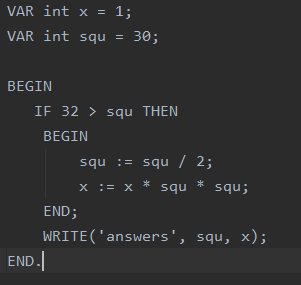 VAR int x = 1;
VAR int squ = 30;
BEGIN
IF 32 > squ THEN
BEGIN
squ := squ / 2;
x := x * squ * squ;
END;
WRITE('answers', squ, x);
END.